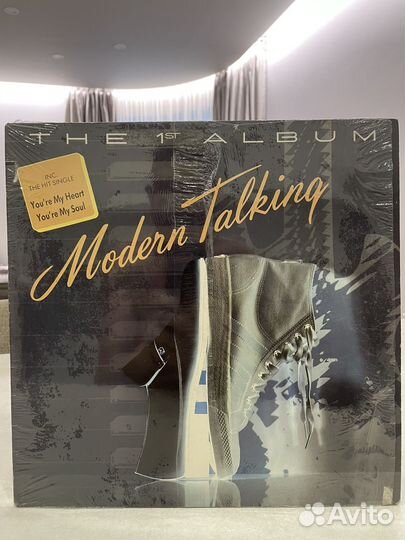 THE 1ST ALBUM
INC.
THE HIT SINGLE
You're My Heart
You're My Soul
Modern Talking
Avito